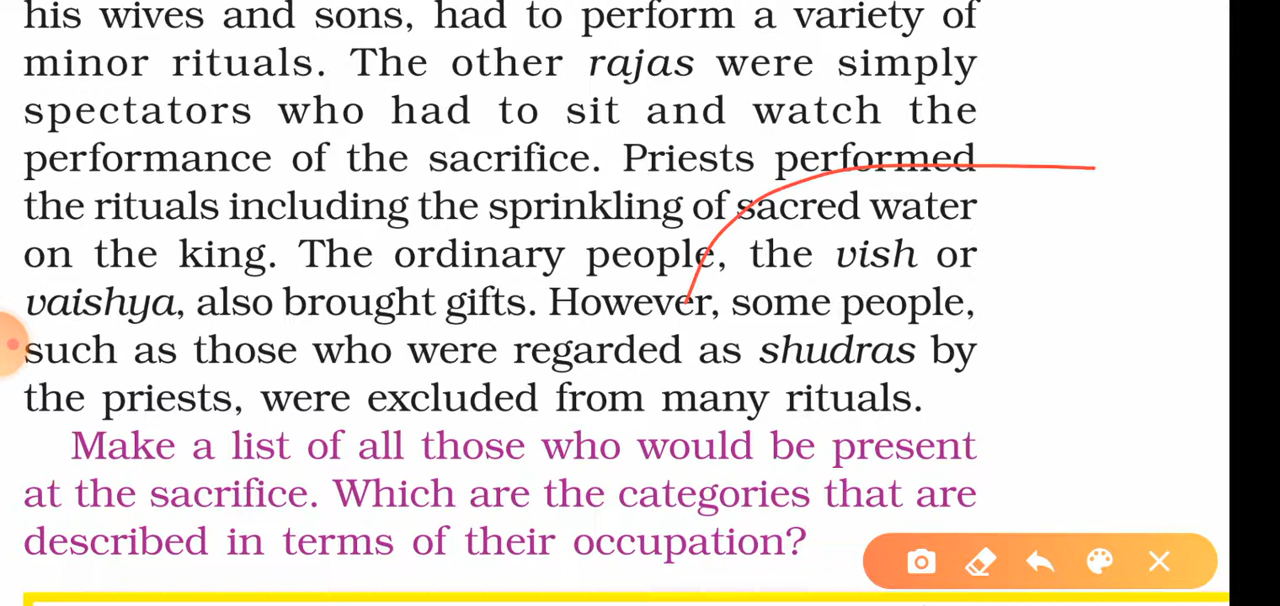 his wives and sons, had to perform a variety of
minor rituals. The other rajas were simply
spectators who had to sit and watch the
performance of the sacrifice. Priests performed
the rituals including the sprinkling of sacred water
on the king. The ordinary people, the vish or
vaishya, also brought gifts. However, some people,
such as those who were regarded as shudras by
the priests, were excluded from many rituals.
Make a list of all those who would be present
at the sacrifice. Which are the categories that are
described in terms of their occupation?